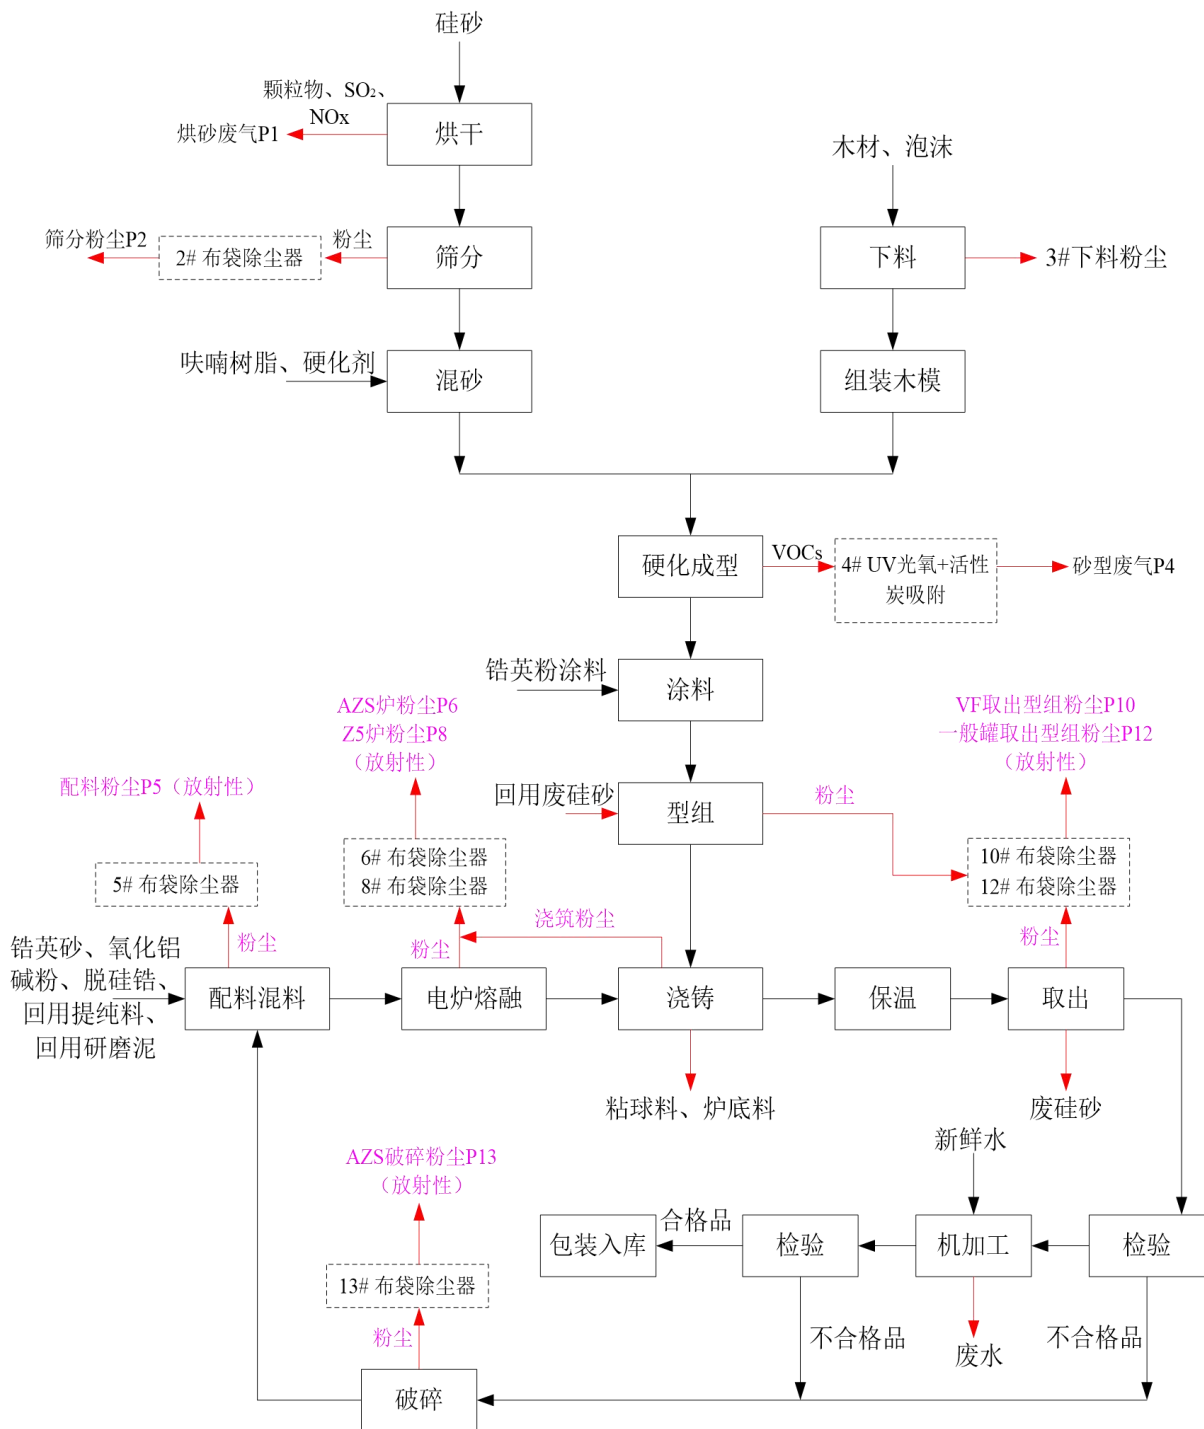 硅砂
颗粒物、SO₂、
NOx
烘砂废气P1
烘干
木材、泡沫
筛分粉尘P2
2# 布袋除尘器
粉尘
筛分
下料
3#下料粉尘
呋喃树脂、硬化剂
混砂
组装木模
硬化成型
VOCs
4# UV光氧+活性
炭吸附
砂型废气P4
锆英粉涂料
涂料
AZS炉粉尘P6
Z5炉粉尘P8
（放射性）
VF取出型组粉尘P10
一般罐取出型组粉尘P12
（放射性）
配料粉尘P5（放射性）
回用废硅砂
型组
粉尘
5# 布袋除尘器
6# 布袋除尘器
8# 布袋除尘器
10# 布袋除尘器
12# 布袋除尘器
浇筑粉尘
粉尘
粉尘
粉尘
锆英砂、氧化铝
碱粉、脱硅锆、
回用提纯料、
回用研磨泥
配料混料
电炉熔融
浇铸
保温
取出
粘球料、炉底料
废硅砂
新鲜水
AZS破碎粉尘P13
（放射性）
包装入库
合格品
检验
机加工
检验
13# 布袋除尘器
粉尘
不合格品
废水
不合格品
破碎